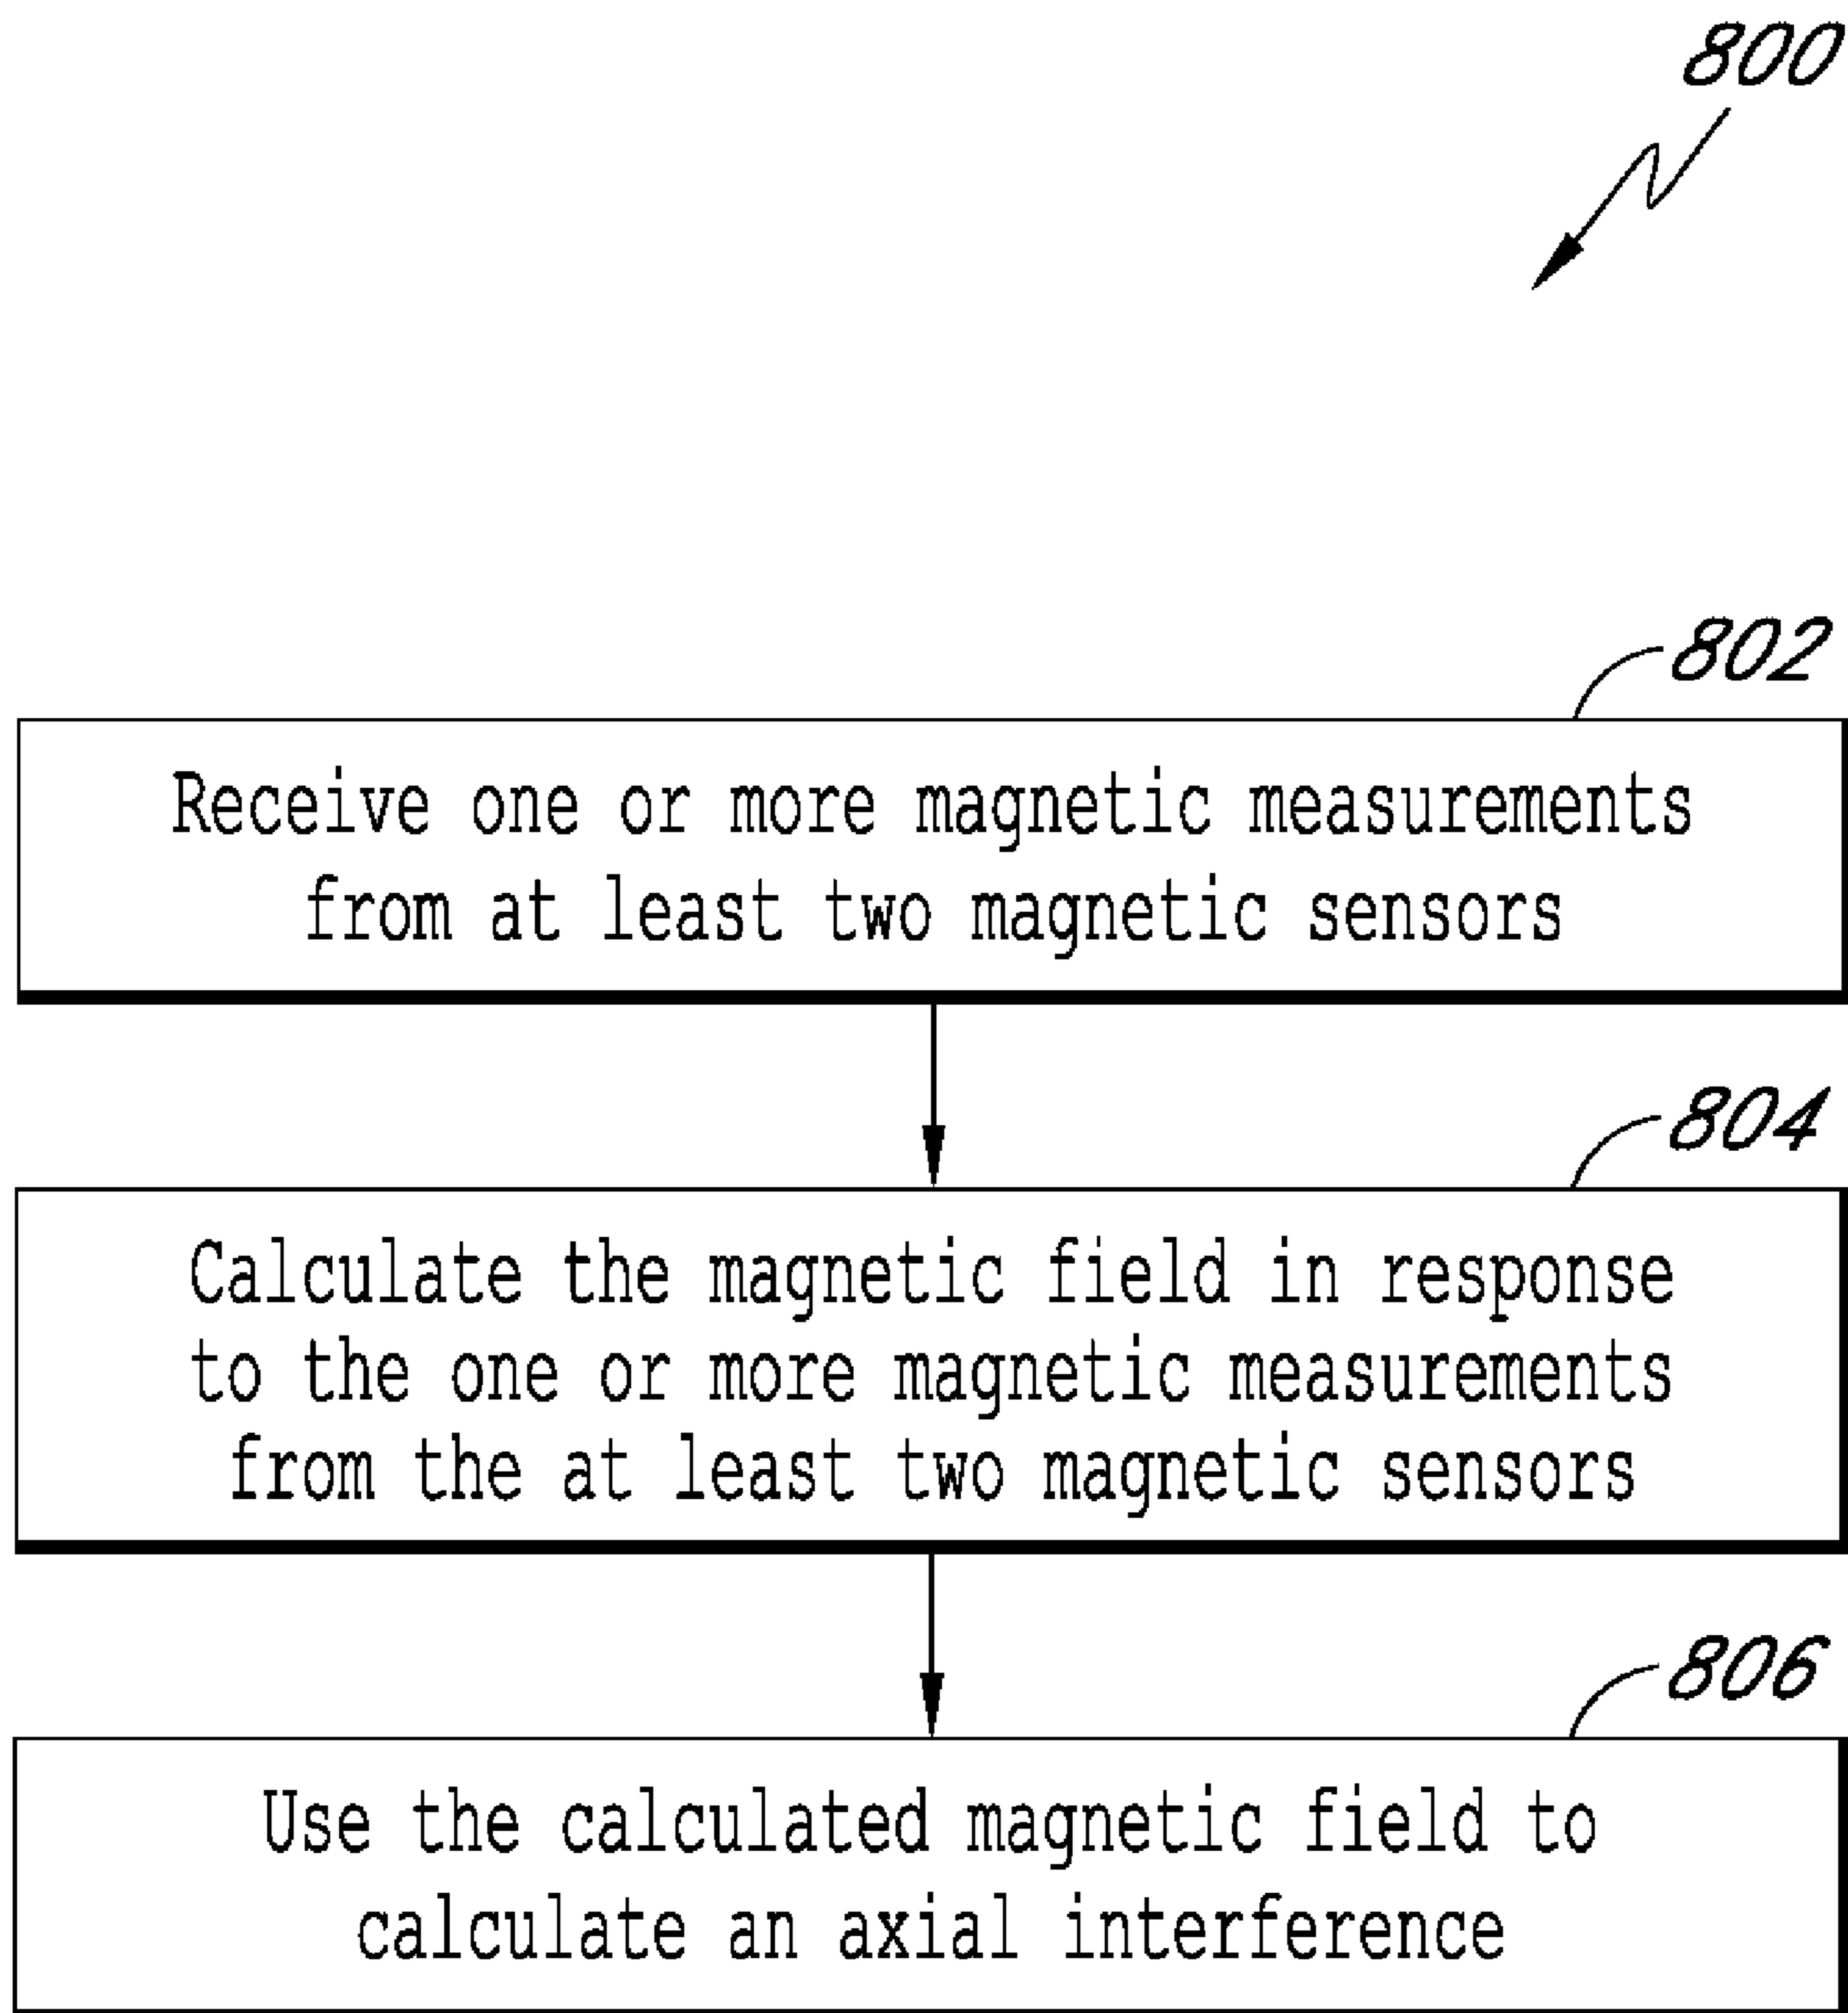 800
802
Receive one or more magnetic measurements
from at least two magnetic sensors
804
Calculate the magnetic field in response
to the one or more magnetic measurements
from the at least two magnetic sensors
806
Use the calculated magnetic field to
calculate an axial interference